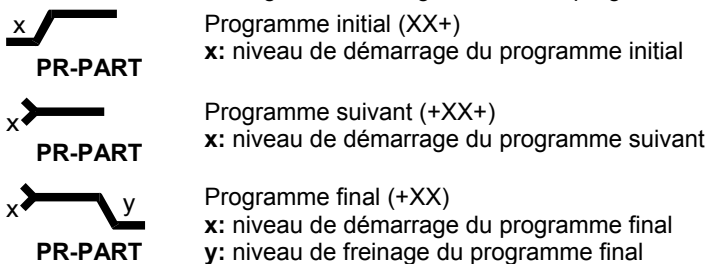 x
PR-PART
Programme initial (XX+)
x: niveau de démarrage du programme initial
x
PR-PART
Programme suivant (+XX+)
x: niveau de démarrage du programme suivant
x y
PR-PART
Programme final (+XX)
x: niveau de démarrage du programme final
y: niveau de freinage du programme final